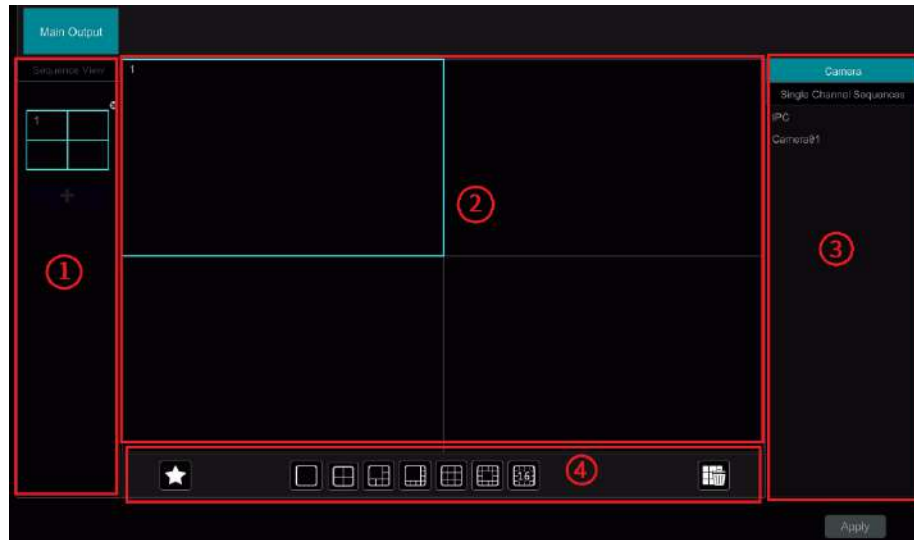 Main Output
Sequence View
1
1
①
②
Camera
Single Channel Sequences
IPC
Camera01
③
④
16
Apply